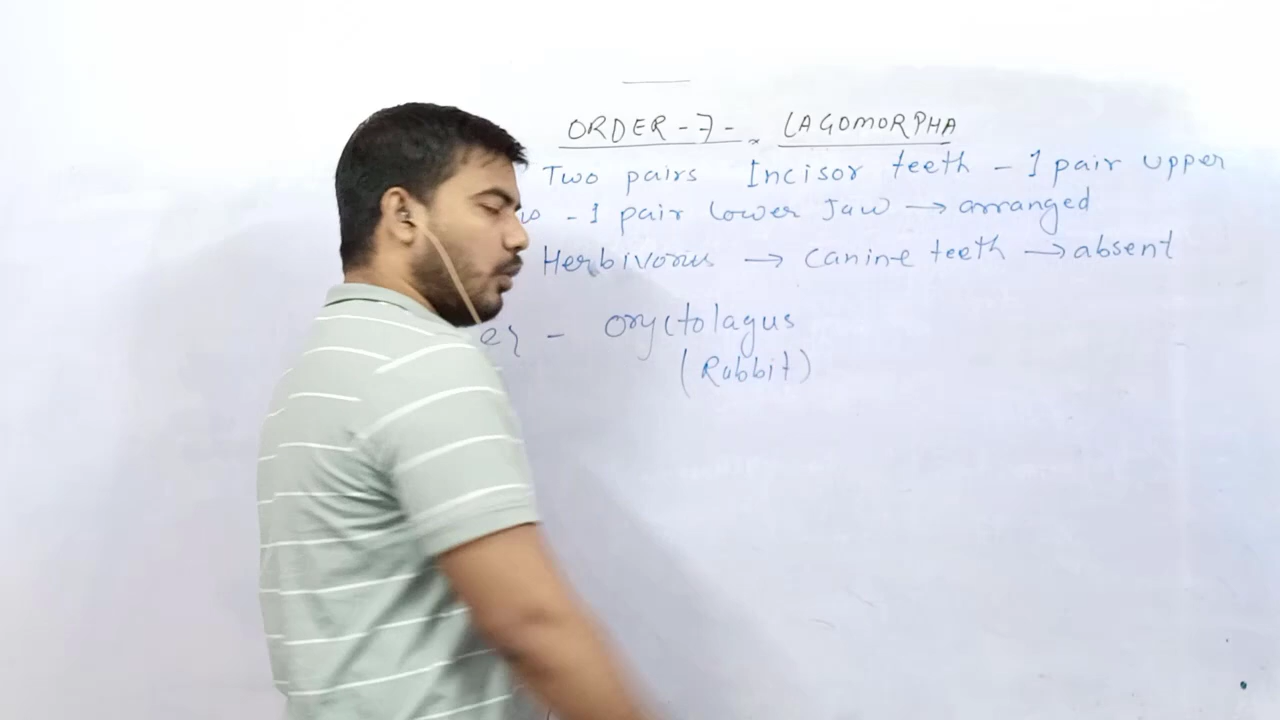 ORDER-7- LAGOMORPHA
Two pairs Incisor teeth - 1 pair upper
- 1 pair lower Jaw → arranged
Herbivorus → canine teeth → absent
- Oryctolagus
(Rabbit)